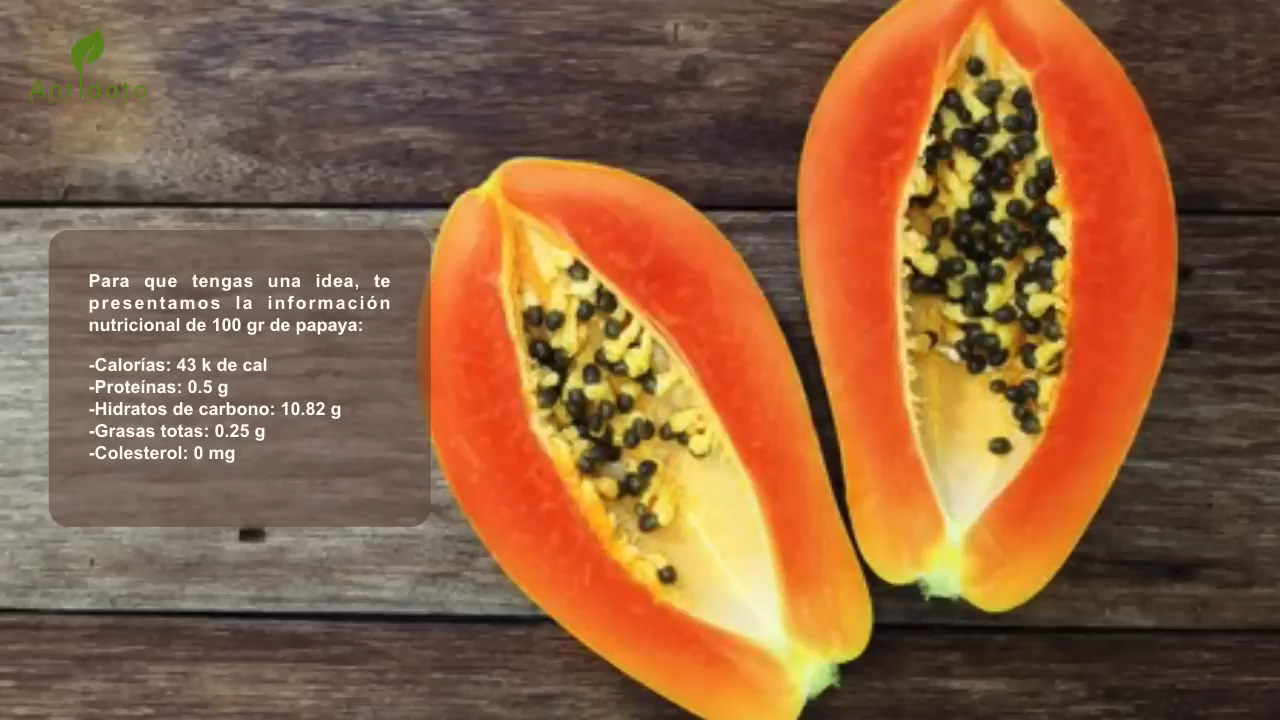 Antídoto
Para que tengas una idea, te
presentamos la información
nutricional de 100 gr de papaya:
-Calorías: 43 k de cal
-Proteínas: 0.5 g
-Hidratos de carbono: 10.82 g
-Grasas totas: 0.25 g
-Colesterol: 0 mg